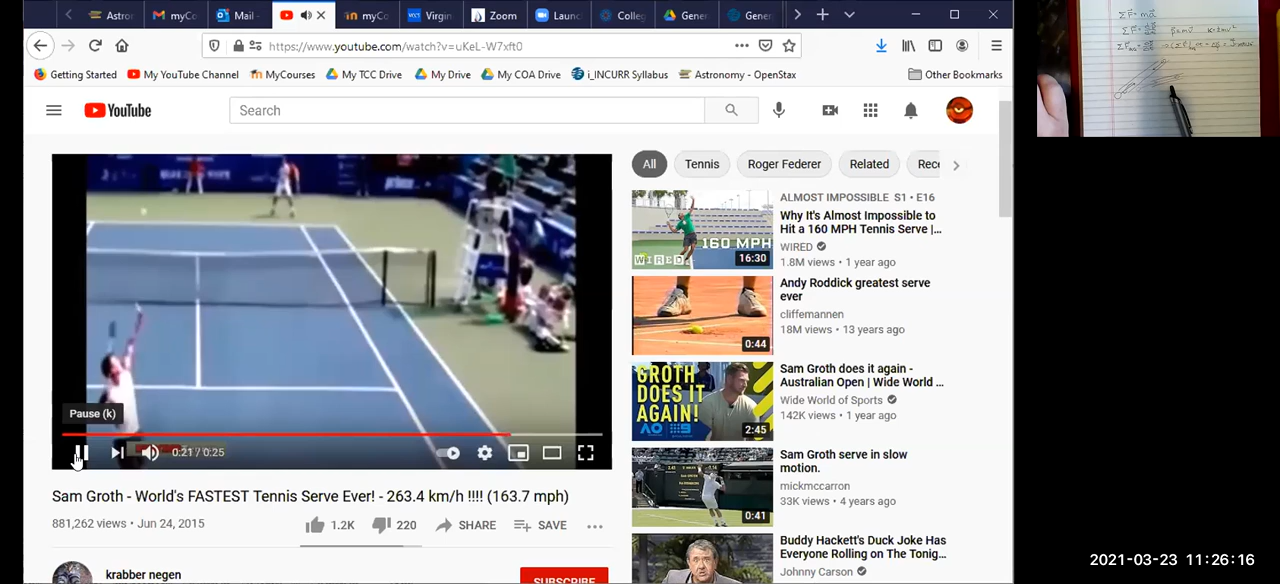 Astro
myCo
Mail -
myCo
Virgin
Zoom
Launc
Colleg
Gener
Gener
https://www.youtube.com/watch?v=uKeL-W7xft0
Getting Started
My YouTube Channel
MyCourses
My TCC Drive
My Drive
My COA Drive
i_INCURR Syllabus
Astronomy - OpenStax
Other Bookmarks
YouTube
Search
All
Tennis
Roger Federer
Related
Rece
ALMOST IMPOSSIBLE S1 • E16
Why It's Almost Impossible to
Hit a 160 MPH Tennis Serve |...
WIRED
1.8M views • 1 year ago
160 MPH
WIRED
16:30
Andy Roddick greatest serve
ever
cliffemannen
18M views • 13 years ago
0:44
Sam Groth does it again -
Australian Open | Wide World ...
Wide World of Sports
142K views • 1 year ago
GROTH
DOES IT
AGAIN!
AO
2:45
Sam Groth serve in slow
motion.
mickmccarron
33K views • 4 years ago
0:41
Buddy Hackett's Duck Joke Has
Everyone Rolling on The Tonig...
Johnny Carson
Pause (k)
0:21 / 0:25
Sam Groth - World's FASTEST Tennis Serve Ever! - 263.4 km/h !!!! (163.7 mph)
881,262 views • Jun 24, 2015
1.2K
220
SHARE
SAVE
krabber negen
SUBSCRIBE
2021-03-23 11:26:16